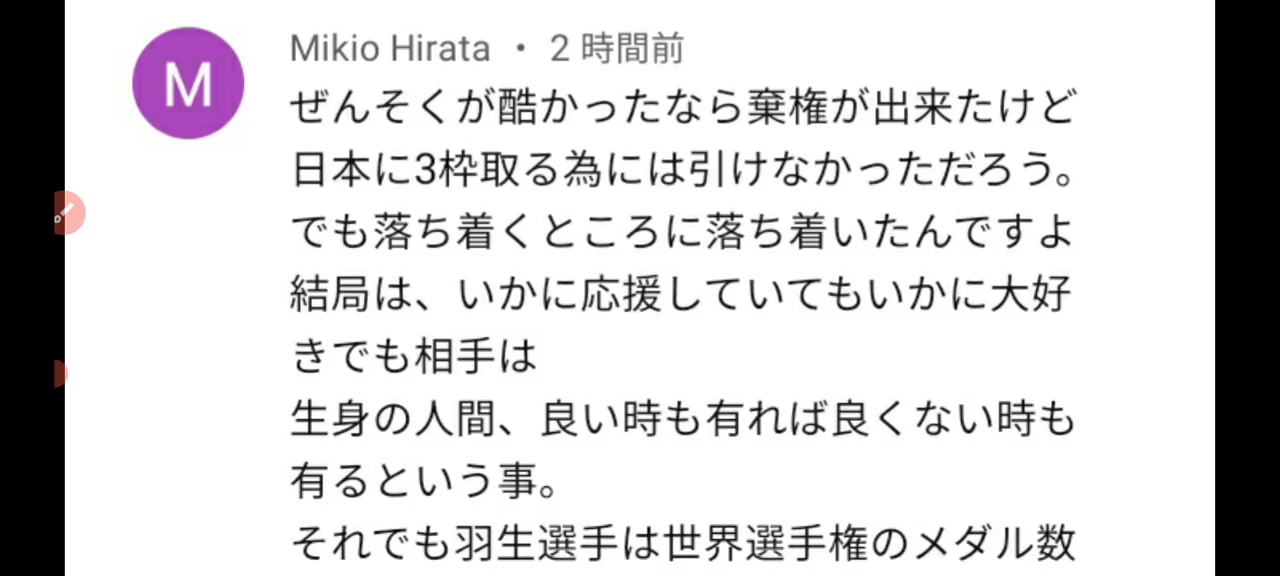 M
Mikio Hirata • 2 時間前
ぜんそくが酷かったなら棄権が出来たけど
日本に3枠取る為には引けなかっただろう。
でも落ち着くところに落ち着いたんですよ
結局は、いかに応援していてもいかに大好
きでも相手は
生身の人間、良い時も有れば良くない時も
有るという事。
それでも羽生選手は世界選手権のメダル数